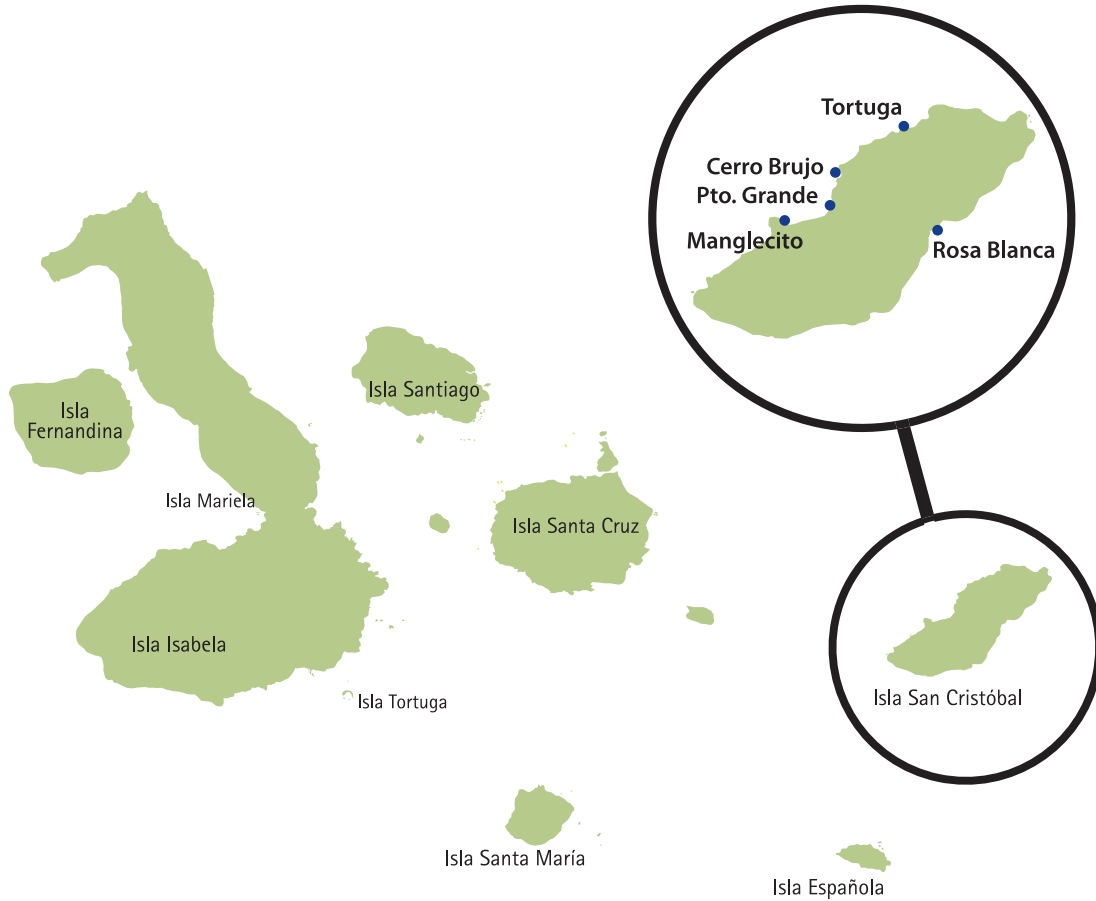 Tortuga
Cerro Brujo
Pto. Grande
Manglecito
Rosa Blanca
Isla Santiago
Isla
Fernandina
Isla Mariela
Isla Santa Cruz
Isla Isabela
Isla Tortuga
Isla San Cristóbal
Isla Santa María
Isla Española